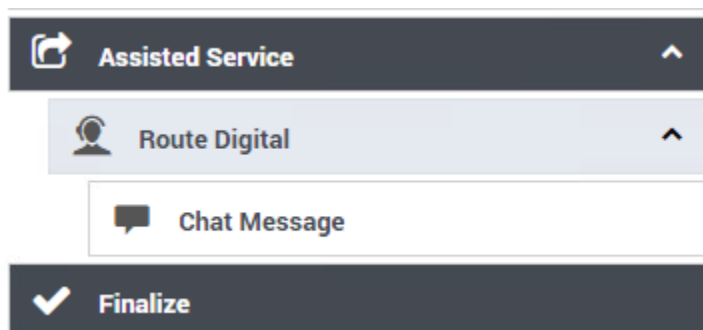 Assisted Service
Route Digital
Chat Message
Finalize